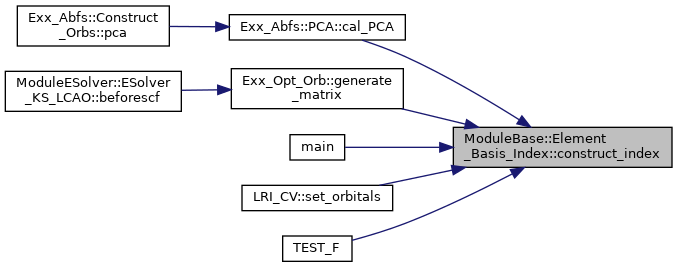 Exx_Abfs::Construct
_Orbs::pca
Exx_Abfs::PCA::cal_PCA
ModuleESolver::ESolver
_KS_LCAO::beforescf
Exx_Opt_Orb::generate
_matrix
main
ModuleBase::Element
_Basis_Index::construct_index
LRI_CV::set_orbitals
TEST_F